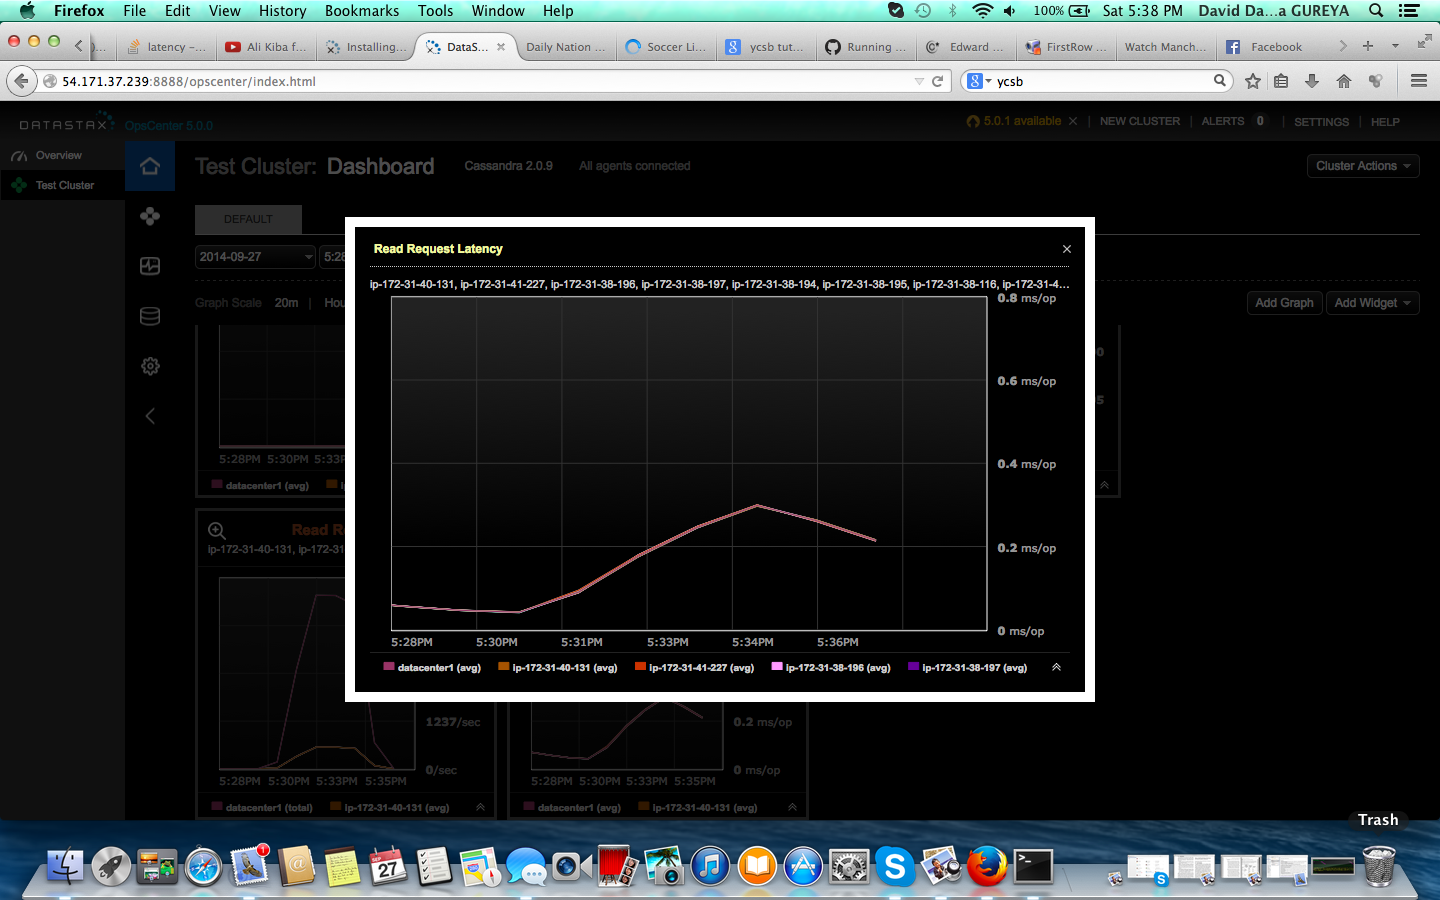 Firefox File Edit View History Bookmarks Tools Window Help 100% Sat 5:38 PM David Da...a GUREYA
)... latency –... Ali Kiba f... Installing... DataS... Daily Nation ... Soccer Li... ycsb tut... Running ... Edward ... FirstRow ... Watch Manch... Facebook
54.171.37.239:8888/opscenter/index.html ycsb
DATASTAX OpsCenter 5.0.0 5.0.1 available × NEW CLUSTER ALERTS 0 SETTINGS HELP
Overview
Test Cluster
Test Cluster: Dashboard Cassandra 2.0.9 All agents connected Cluster Actions
DEFAULT
2014-09-27 5:28
Graph Scale 20m Hou
Add Graph Add Widget
Read Request Latency ×
ip-172-31-40-131, ip-172-31-41-227, ip-172-31-38-196, ip-172-31-38-197, ip-172-31-38-194, ip-172-31-38-195, ip-172-31-38-116, ip-172-31-4...
0.8 ms/op
0.6 ms/op
0.4 ms/op
0.2 ms/op
0 ms/op
5:28PM 5:30PM 5:31PM 5:33PM 5:34PM 5:36PM
datacenter1 (avg) ip-172-31-40-131 (avg) ip-172-31-41-227 (avg) ip-172-31-38-196 (avg) ip-172-31-38-197 (avg)
5:28PM 5:30PM 5:33P
datacenter1 (avg)
Read R
ip-172-31-40-131, ip-172-31
1237/sec
0/sec
5:28PM 5:30PM 5:33PM 5:35PM
datacenter1 (total) ip-172-31-40-131 (avg)
0.2 ms/op
0 ms/op
5:28PM 5:30PM 5:33PM 5:35PM
datacenter1 (avg) ip-172-31-40-131 (avg)
Trash
1
SEP
27